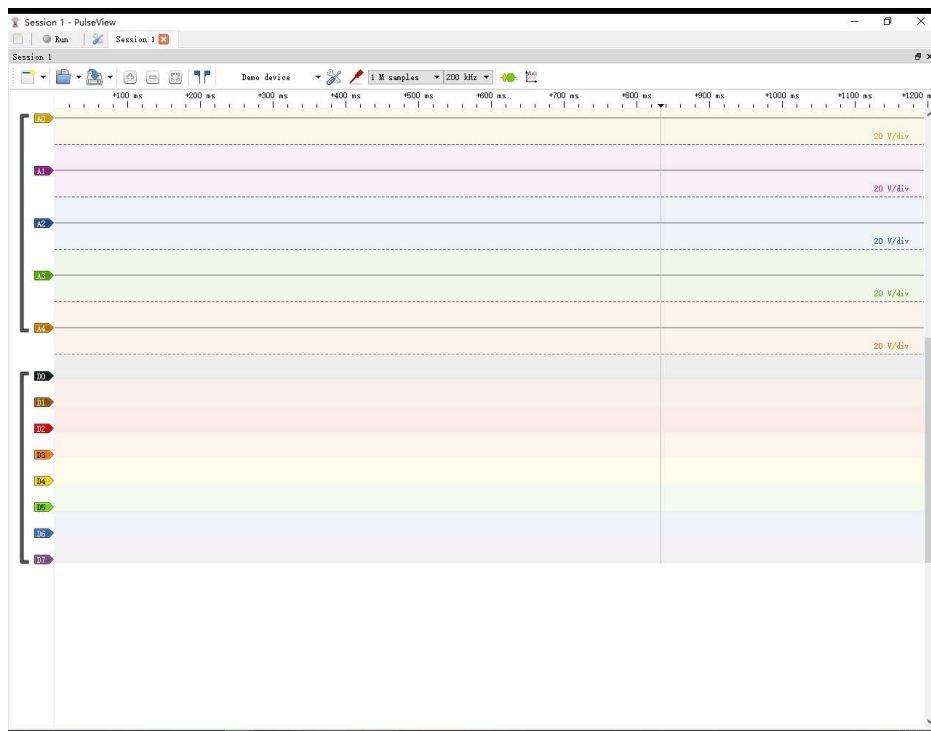 Session 1 - PulseView
Run Session 1
Session 1
Demo device 1 M samples 200 kHz
+100 ms +200 ms +300 ms +400 ms +500 ms +600 ms +700 ms +800 ms +900 ms +1000 ms +1100 ms +1200 m
A0
20 V/div
A1
20 V/div
A2
20 V/div
A3
20 V/div
A4
20 V/div
D0
D1
D2
D3
D4
D5
D6
D7